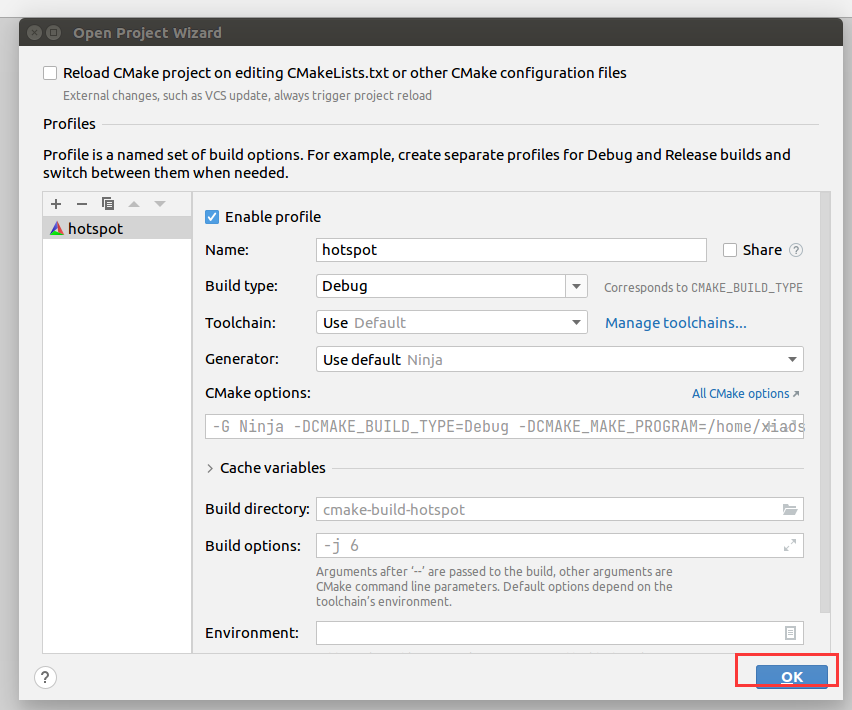 Open Project Wizard
Reload CMake project on editing CMakeLists.txt or other CMake configuration files
External changes, such as VCS update, always trigger project reload
Profiles
Profile is a named set of build options. For example, create separate profiles for Debug and Release builds and
switch between them when needed.
hotspot
Enable profile
Name: hotspot Share ?
Build type: Debug Corresponds to CMAKE_BUILD_TYPE
Toolchain: Use Default Manage toolchains...
Generator: Use default Ninja
CMake options: All CMake options
-G Ninja -DCMAKE_BUILD_TYPE=Debug -DCMAKE_MAKE_PROGRAM=/home/
Cache variables
Build directory: cmake-build-hotspot
Build options: -j 6
Arguments after ‘--’ are passed to the build, other arguments are
CMake command line parameters. Default options depend on the
toolchain’s environment.
Environment:
? OK